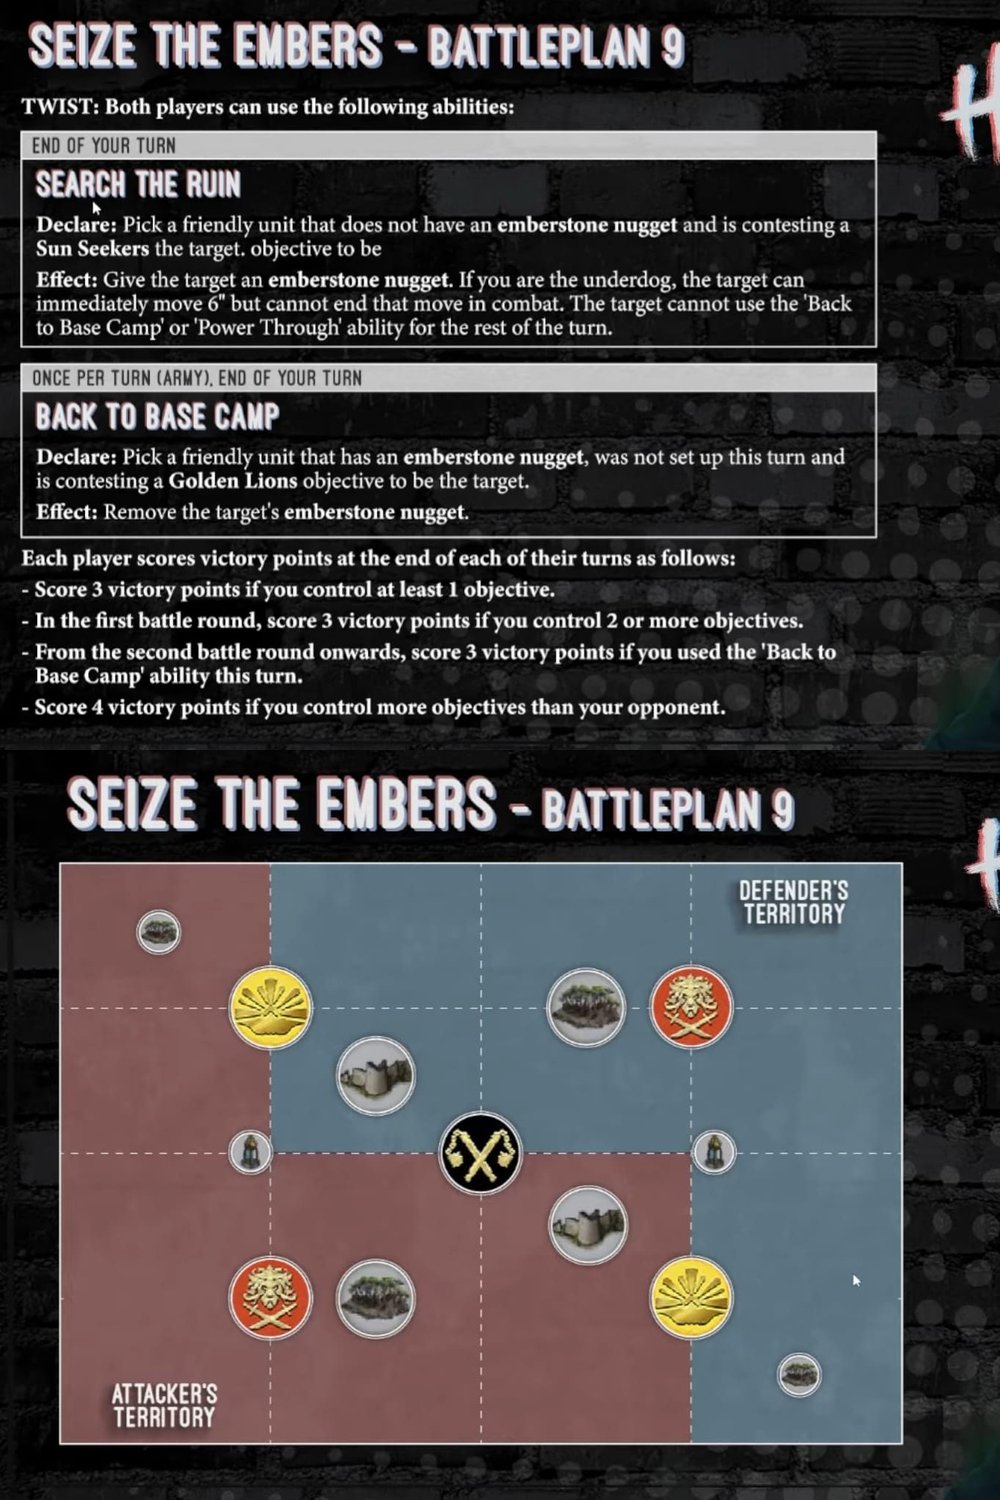 SEIZE THE EMBERS - BATTLEPLAN 9
TWIST: Both players can use the following abilities:
END OF YOUR TURN
SEARCH THE RUIN
Declare: Pick a friendly unit that does not have an emberstone nugget and is contesting a
Sun Seekers the target. objective to be
Effect: Give the target an emberstone nugget. If you are the underdog, the target can
immediately move 6" but cannot end that move in combat. The target cannot use the 'Back
to Base Camp' or 'Power Through' ability for the rest of the turn.
ONCE PER TURN (ARMY), END OF YOUR TURN
BACK TO BASE CAMP
Declare: Pick a friendly unit that has an emberstone nugget, was not set up this turn and
is contesting a Golden Lions objective to be the target.
Effect: Remove the target's emberstone nugget.
Each player scores victory points at the end of each of their turns as follows:
- Score 3 victory points if you control at least 1 objective.
- In the first battle round, score 3 victory points if you control 2 or more objectives.
- From the second battle round onwards, score 3 victory points if you used the 'Back to
Base Camp' ability this turn.
- Score 4 victory points if you control more objectives than your opponent.
SEIZE THE EMBERS - BATTLEPLAN 9
DEFENDER'S
TERRITORY
ATTACKER'S
TERRITORY